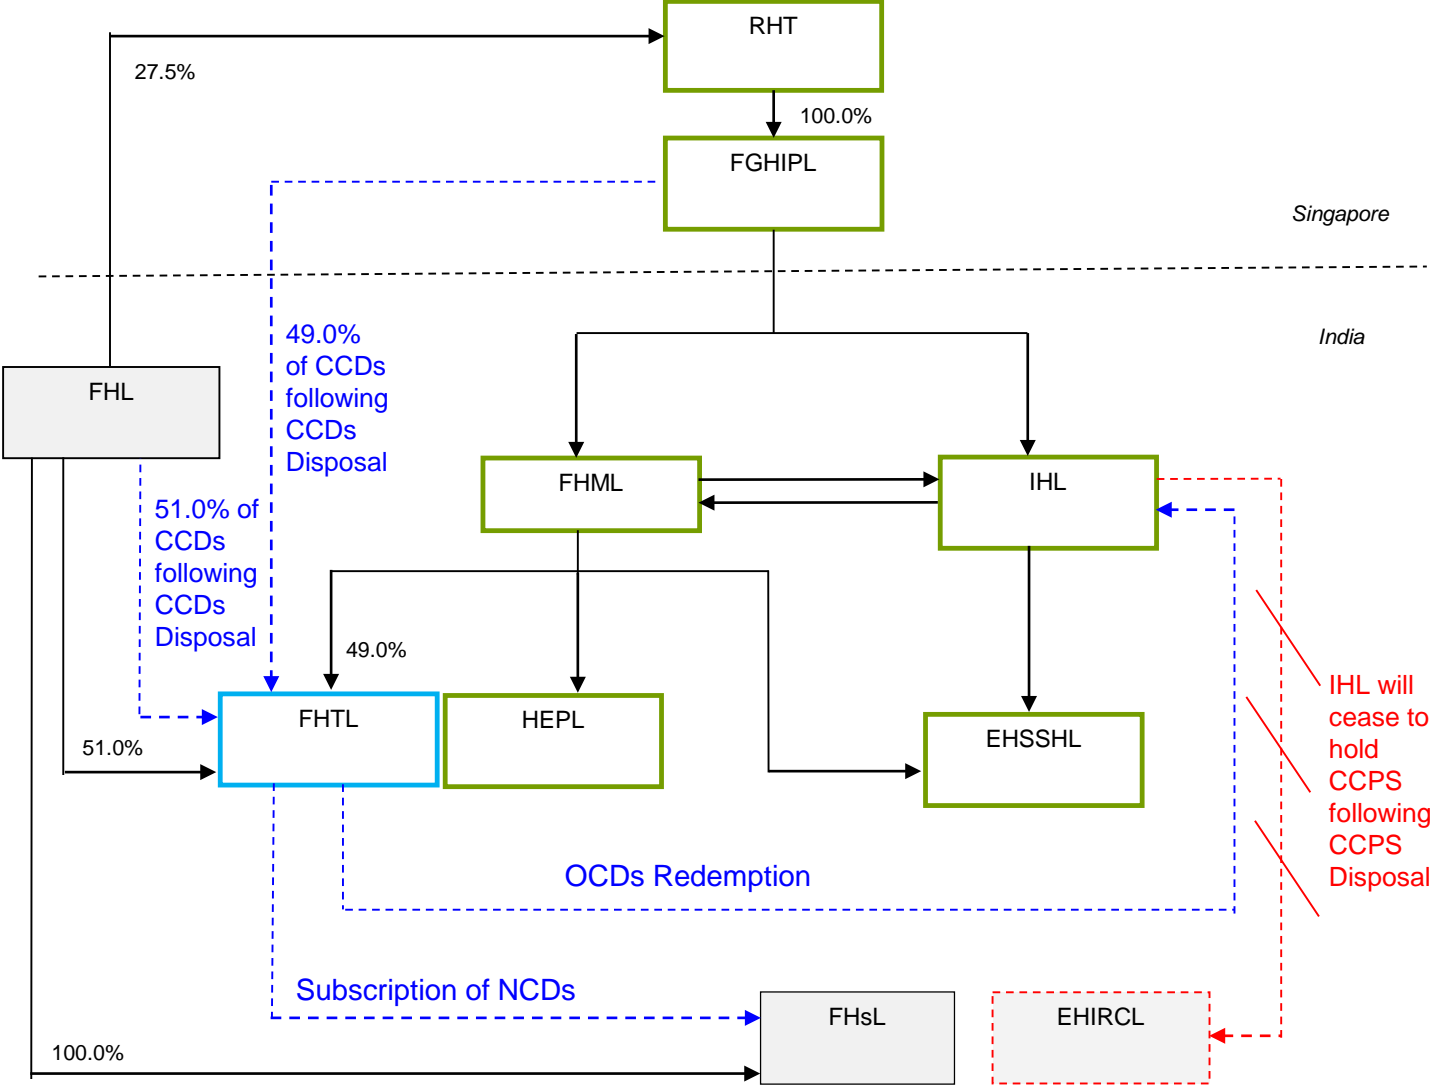 RHT
27.5%
100.0%
FGHIPL
Singapore
India
49.0%
of CCDs
following
CCDs
Disposal
FHL
FHML
IHL
51.0% of
CCDs
following
CCDs
Disposal
49.0%
FHTL
HEPL
EHSSHL
51.0%
IHL will
cease to
hold
CCPS
following
CCPS
Disposal
OCDs Redemption
Subscription of NCDs
FHsL
EHIRCL
100.0%